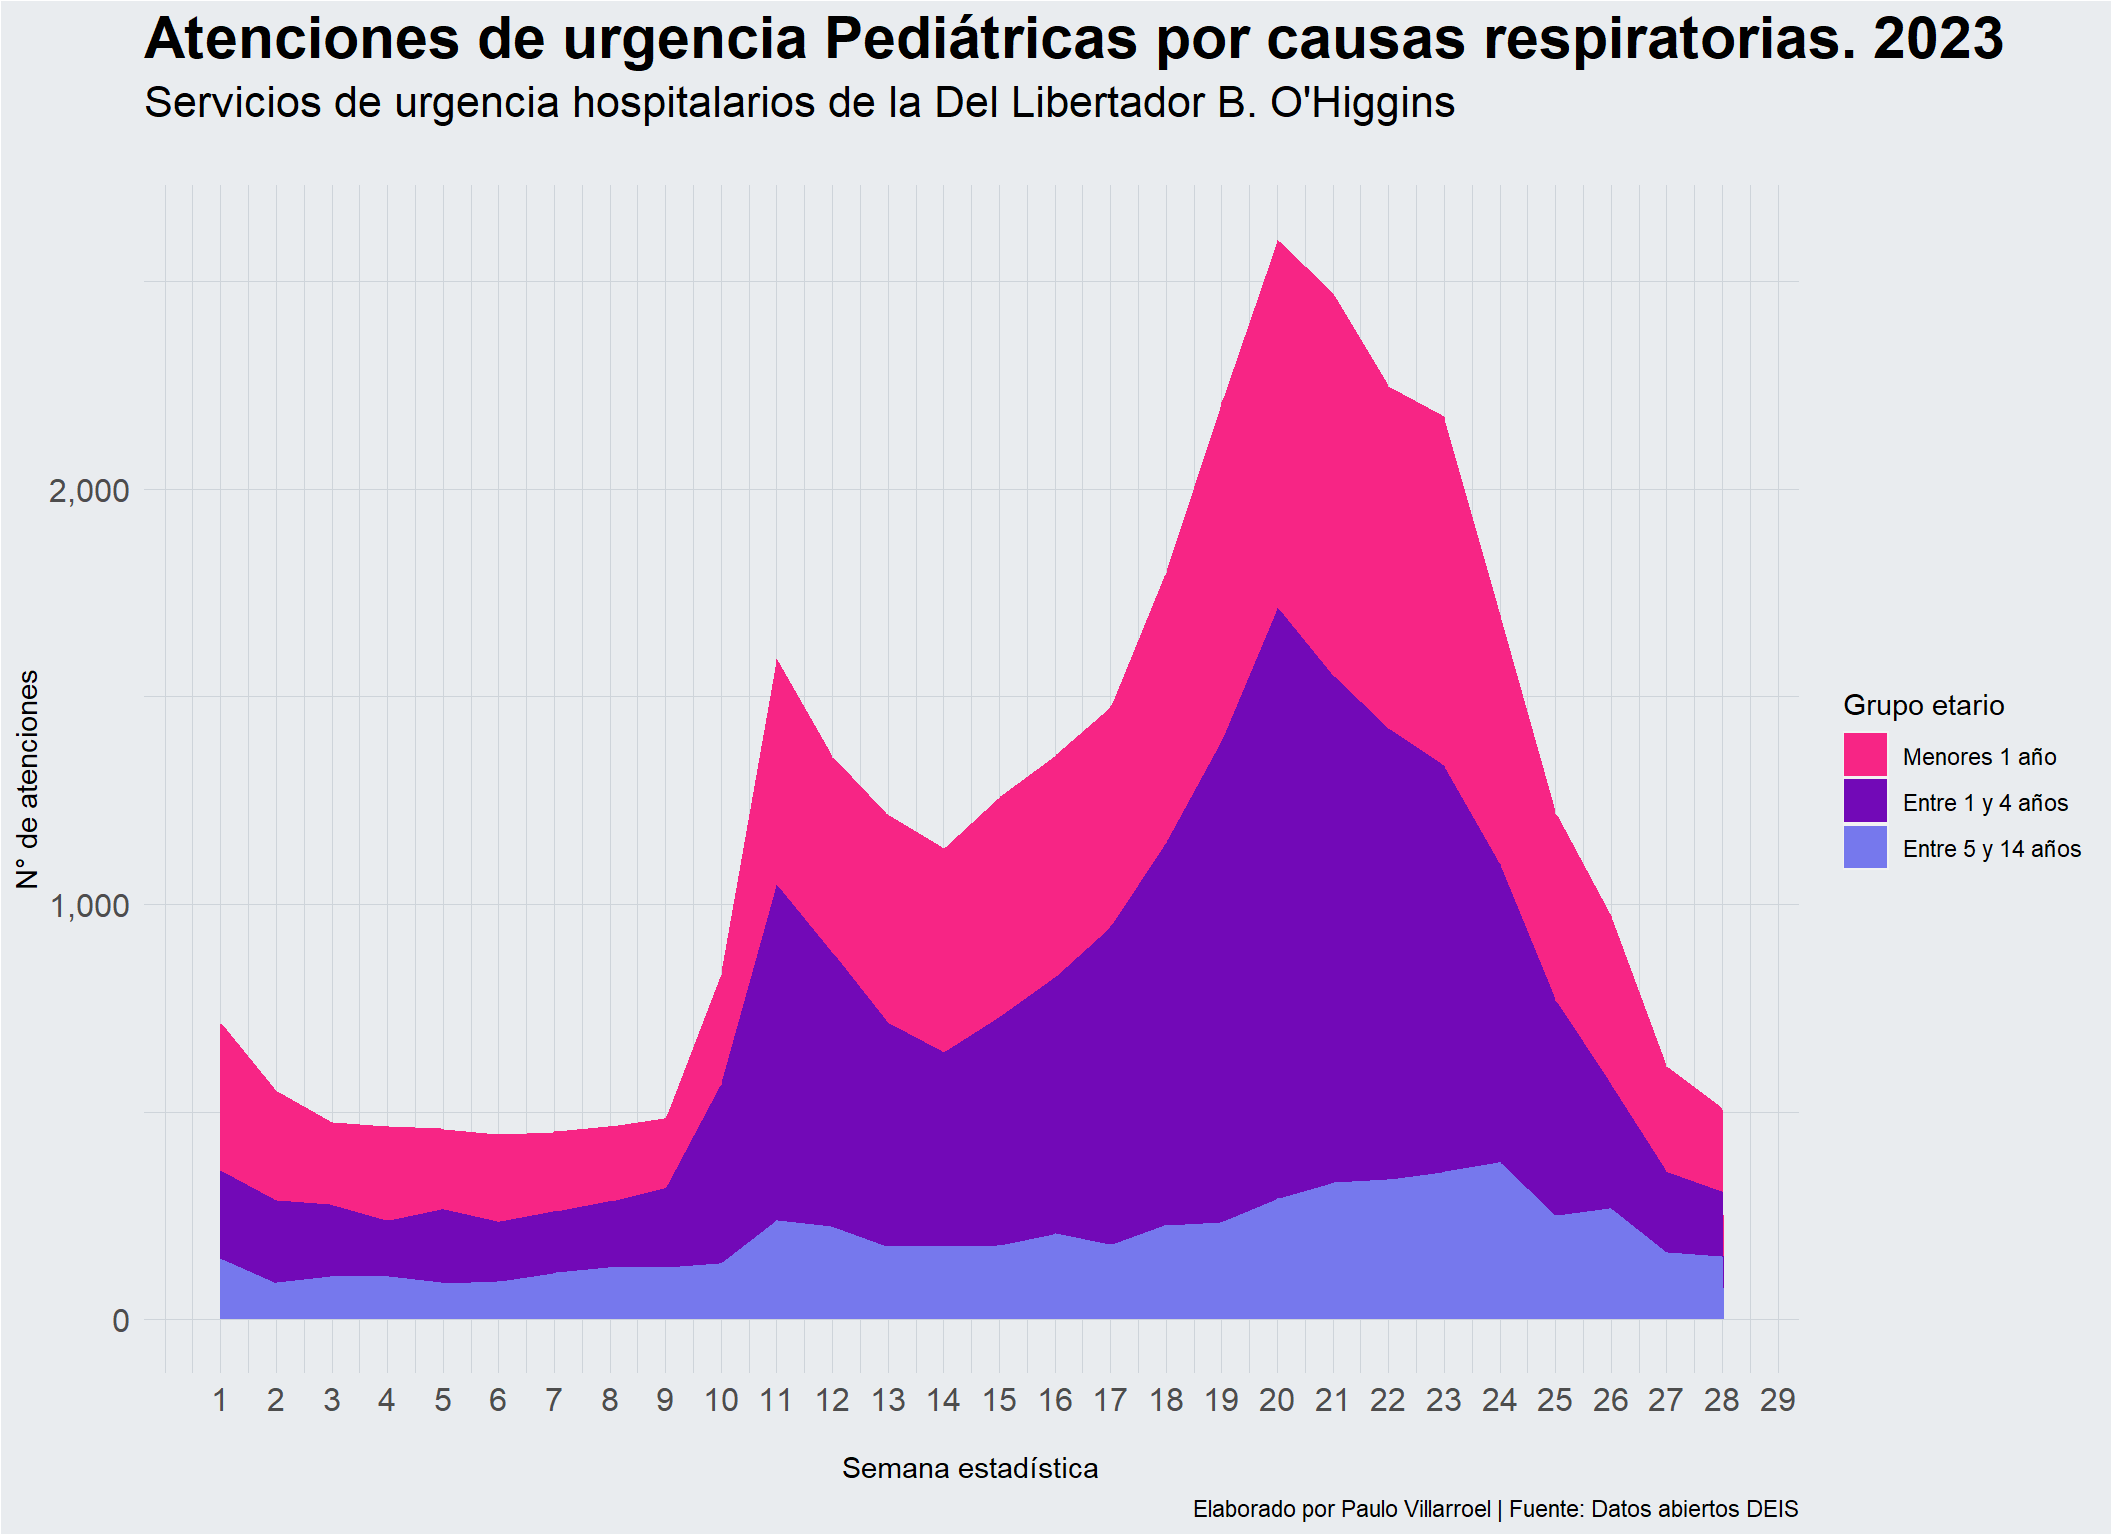 Atenciones de urgencia Pediátricas por causas respiratorias. 2023
Servicios de urgencia hospitalarios de la Del Libertador B. O'Higgins
2,000
1,000
0
N° de atenciones
1 2 3 4 5 6 7 8 9 10 11 12 13 14 15 16 17 18 19 20 21 22 23 24 25 26 27 28 29
Semana estadística
Grupo etario
Menores 1 año
Entre 1 y 4 años
Entre 5 y 14 años
Elaborado por Paulo Villarroel | Fuente: Datos abiertos DEIS